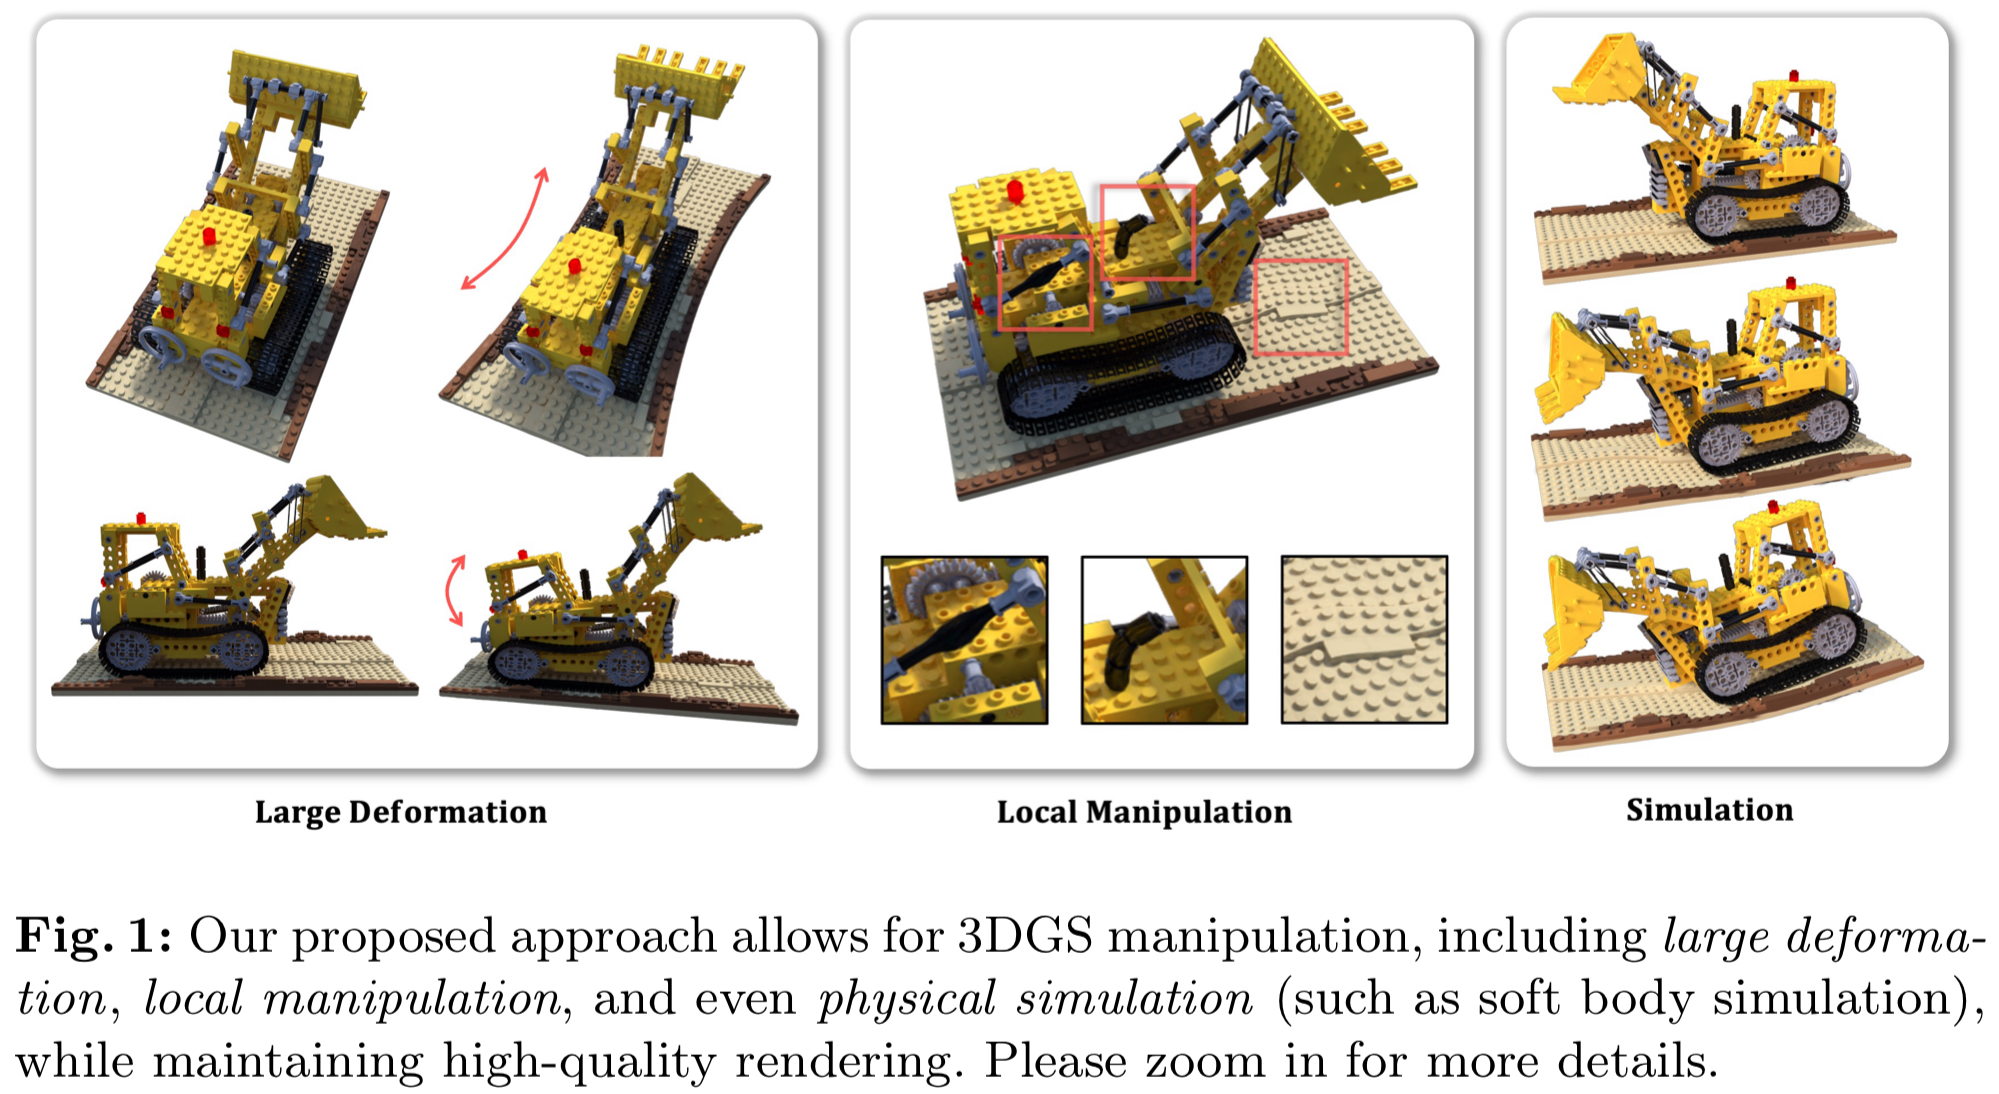 Large Deformation
Local Manipulation
Simulation
Fig. 1: Our proposed approach allows for 3DGS manipulation, including large deforma-
tion, local manipulation, and even physical simulation (such as soft body simulation),
while maintaining high-quality rendering. Please zoom in for more details.